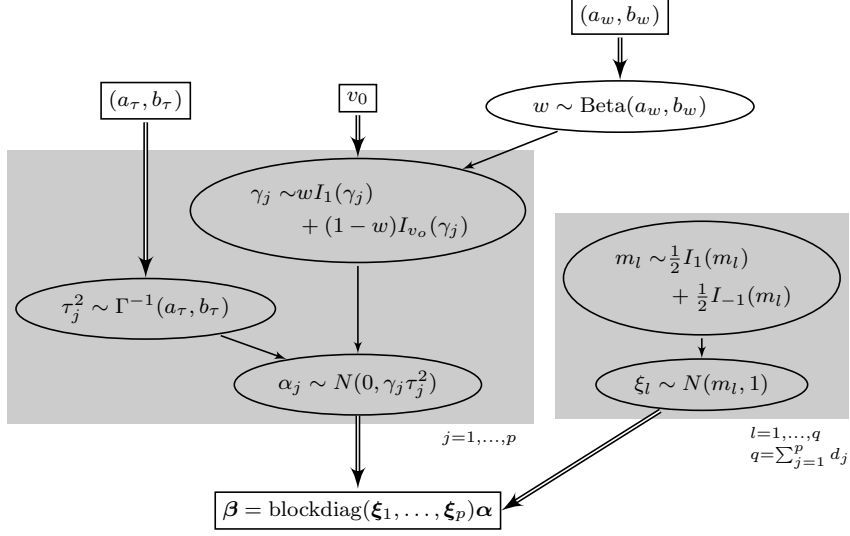 (a_w, b_w)
(a_τ, b_τ)
v_0
w ∼ Beta(a_w, b_w)
γ_j ∼ wI_1(γ_j)
+ (1 − w)I_{v_o}(γ_j)
m_l ∼ ½I_1(m_l)
+ ½I_{−1}(m_l)
τ_j^2 ∼ Γ^{−1}(a_τ, b_τ)
α_j ∼ N(0, γ_jτ_j^2)
ξ_l ∼ N(m_l, 1)
j=1,...,p
l=1,...,q
q=∑_{j=1}^p d_j
β = blockdiag(ξ_1, . . . , ξ_p)α